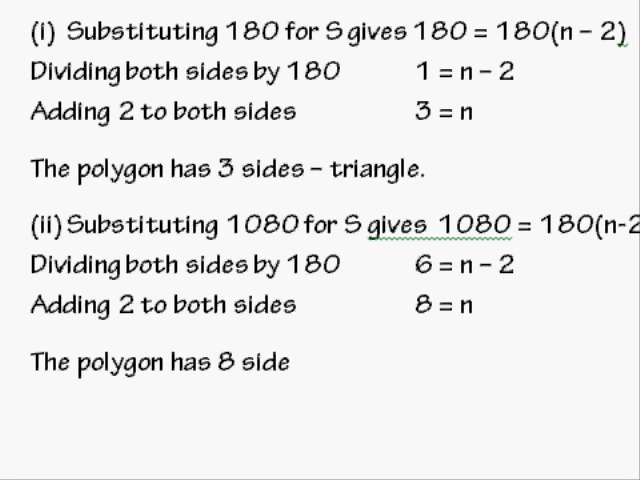 (i) Substituting 180 for S gives 180 = 180(n – 2)
Dividing both sides by 180 1 = n – 2
Adding 2 to both sides 3 = n
The polygon has 3 sides – triangle.
(ii) Substituting 1080 for S gives 1080 = 180(n-2
Dividing both sides by 180 6 = n – 2
Adding 2 to both sides 8 = n
The polygon has 8 side